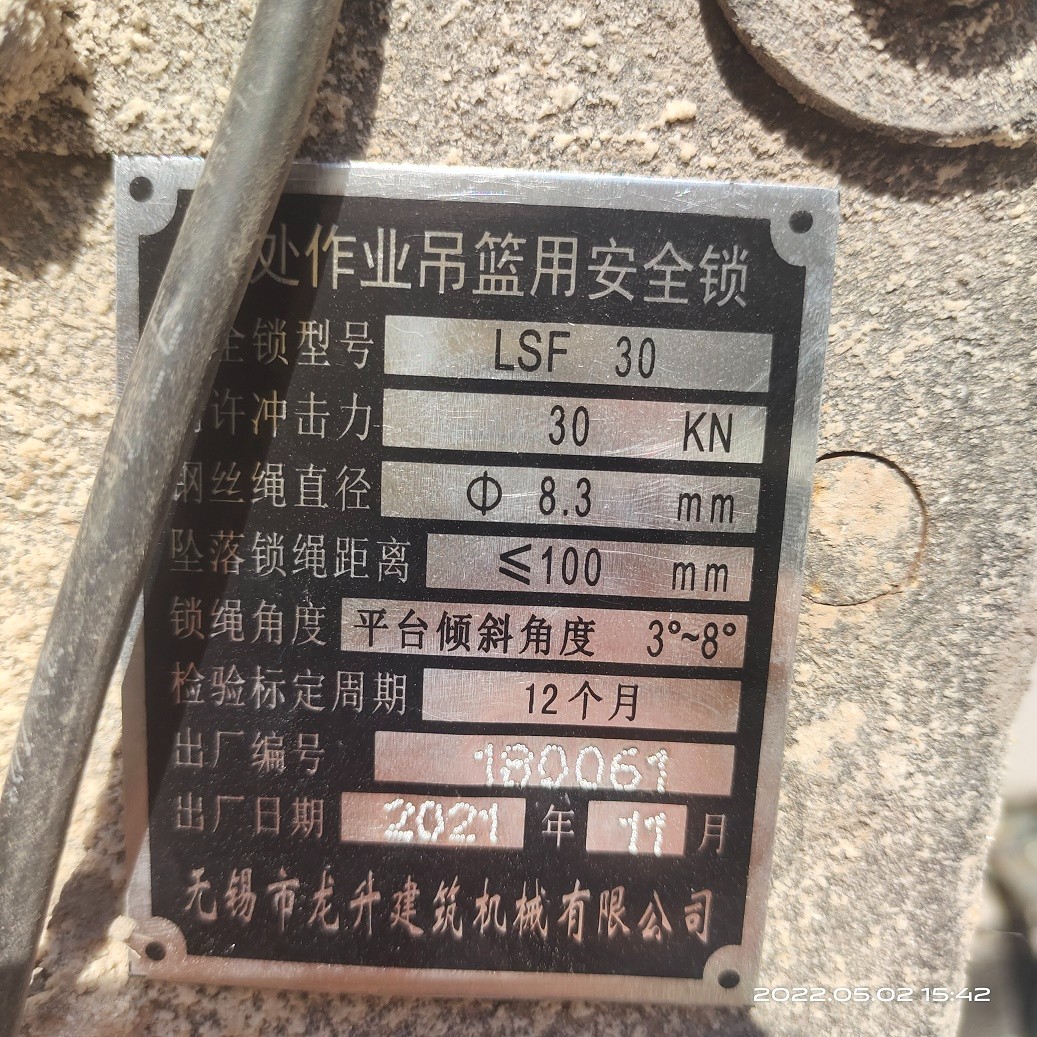 处作业吊篮用安全锁
全锁型号 LSF 30
许冲击力 30 KN
钢丝绳直径 Φ 8.3 mm
坠落锁绳距离 ≤100 mm
锁绳角度 平台倾斜角度 3°~8°
检验标定周期 12个月
出厂编号 180061
出厂日期 2021 年 11 月
无锡市龙升建筑机械有限公司
2022.05.02 15:42